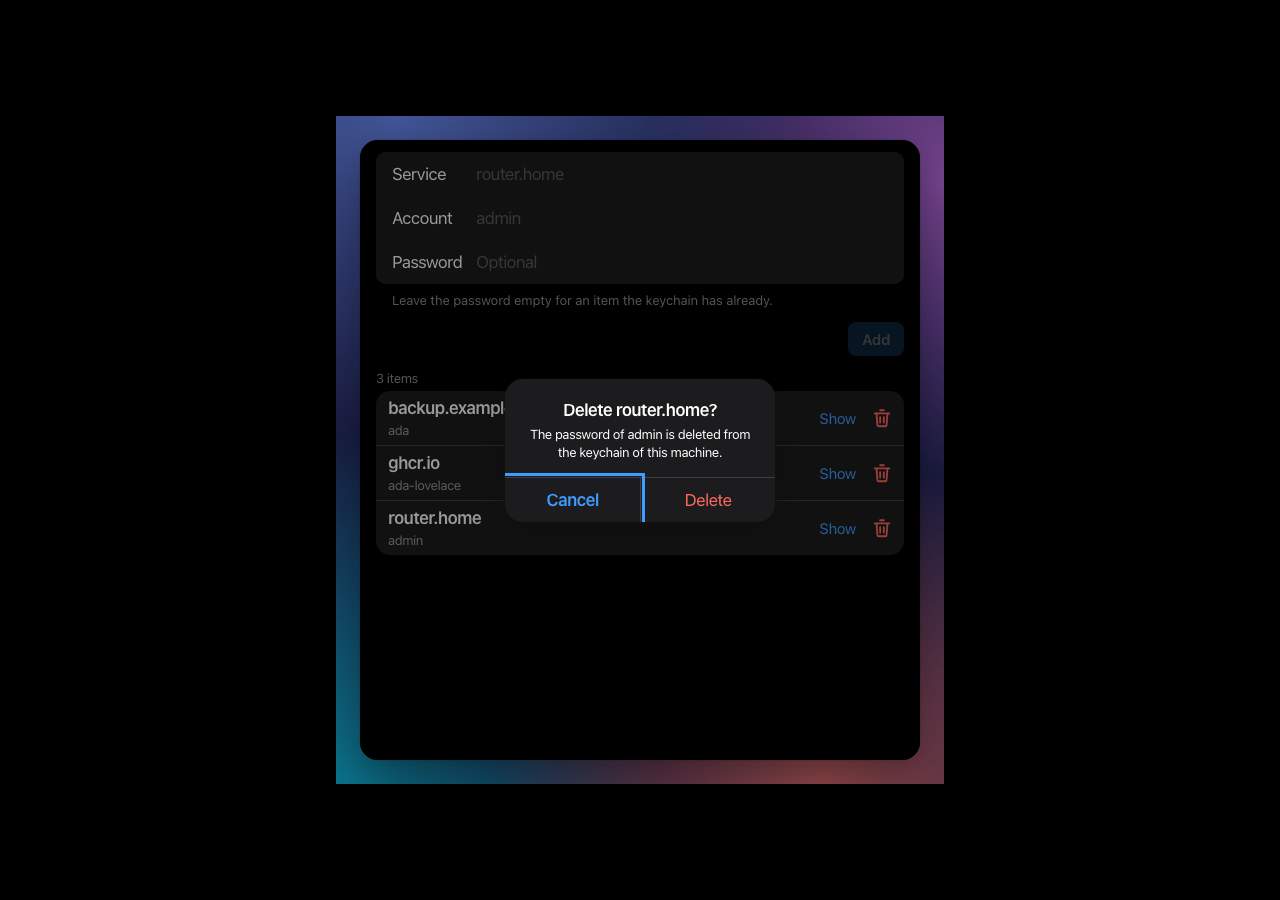 Service router.home
Account admin
Password Optional
Leave the password empty for an item the keychain has already.
Add
3 items
backup.exampl
ada
Show
ghcr.io
ada-lovelace
Show
router.home
admin
Show
Delete router.home?
The password of admin is deleted from
the keychain of this machine.
Cancel Delete